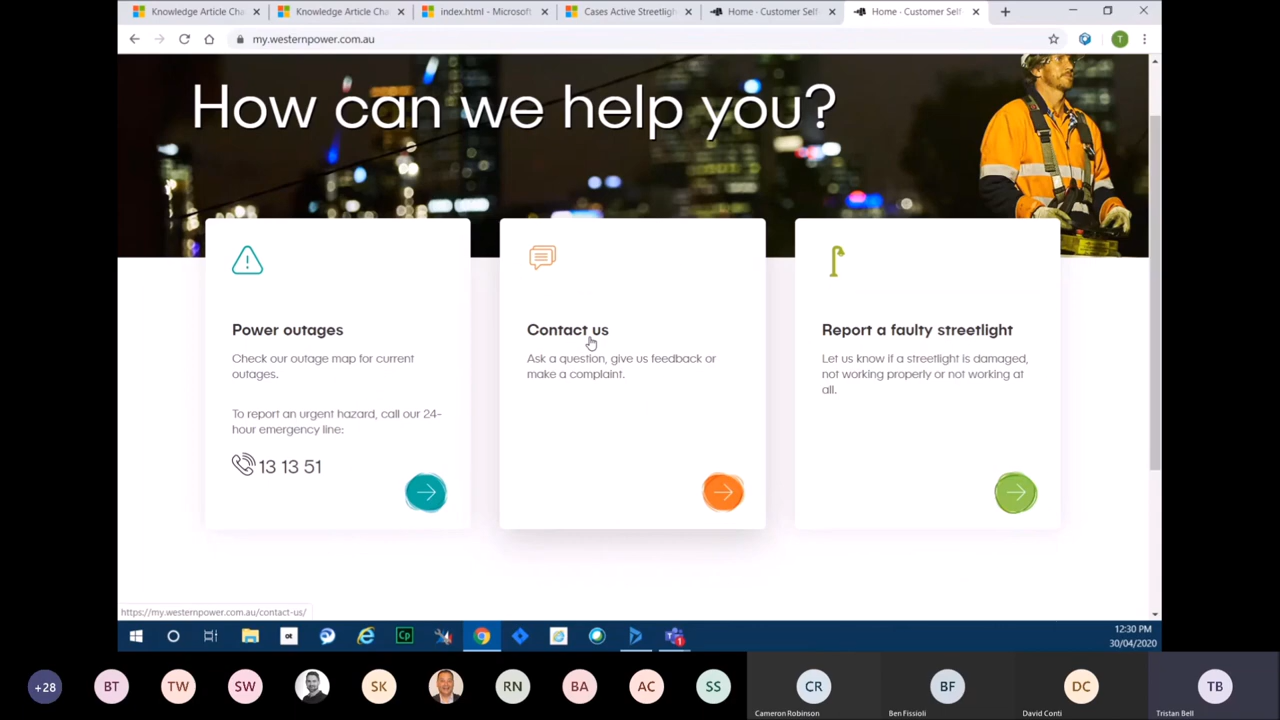 Knowledge Article Cha
Knowledge Article Cha
index.html - Microsoft
Cases Active Streetligh
Home · Customer Self
Home · Customer Self
my.westernpower.com.au
T
How can we help you?
Power outages
Check our outage map for current
outages.
To report an urgent hazard, call our 24-
hour emergency line:
13 13 51
Contact us
Ask a question, give us feedback or
make a complaint.
Report a faulty streetlight
Let us know if a streetlight is damaged,
not working properly or not working at
all.
https://my.westernpower.com.au/contact-us/
ot
Cp
1
12:30 PM
30/04/2020
+28
BT
TW
SW
SK
RN
BA
AC
SS
CR
Cameron Robinson
BF
Ben Fissioli
DC
David Conti
TB
Tristan Bell